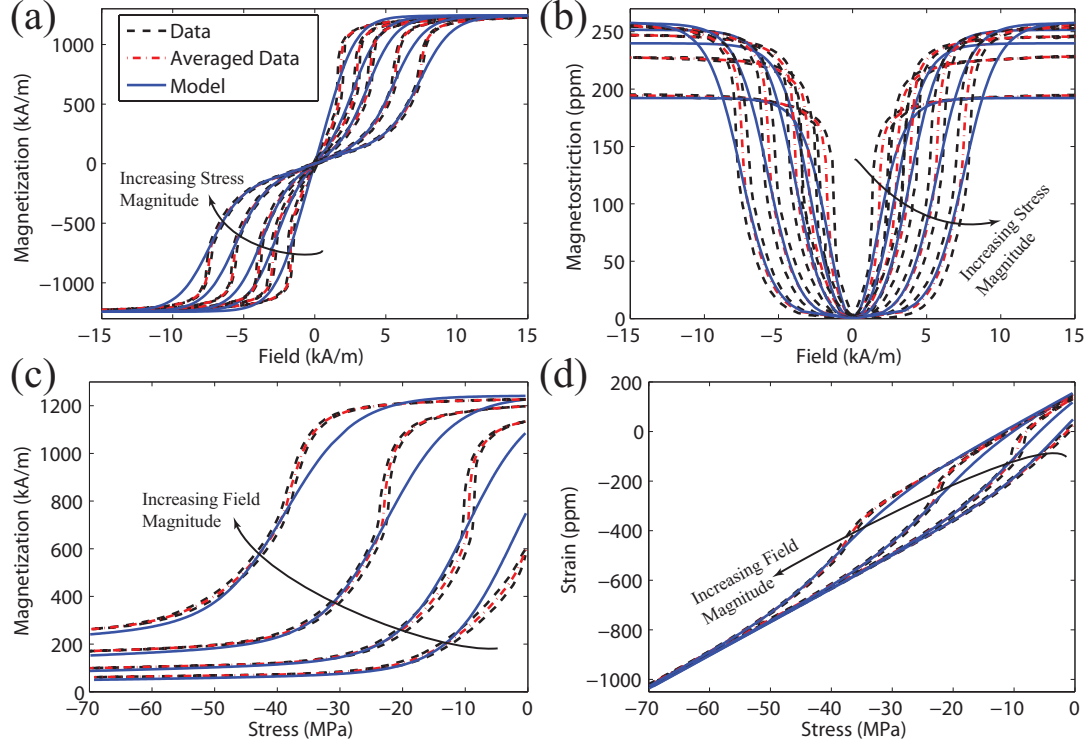 (a)
Data
Averaged Data
Model
Increasing Stress
Magnitude
Magnetization (kA/m)
1000
500
0
−500
−1000
−15
−10
−5
0
5
10
15
Field (kA/m)
(b)
Magnetostriction (ppm)
250
200
150
100
50
0
−15
−10
−5
0
5
10
15
Field (kA/m)
Increasing Stress
Magnitude
(c)
Magnetization (kA/m)
1200
1000
800
600
400
200
0
−70
−60
−50
−40
−30
−20
−10
0
Stress (MPa)
Increasing Field
Magnitude
(d)
Strain (ppm)
200
0
−200
−400
−600
−800
−1000
−70
−60
−50
−40
−30
−20
−10
0
Stress (MPa)
Increasing Field
Magnitude